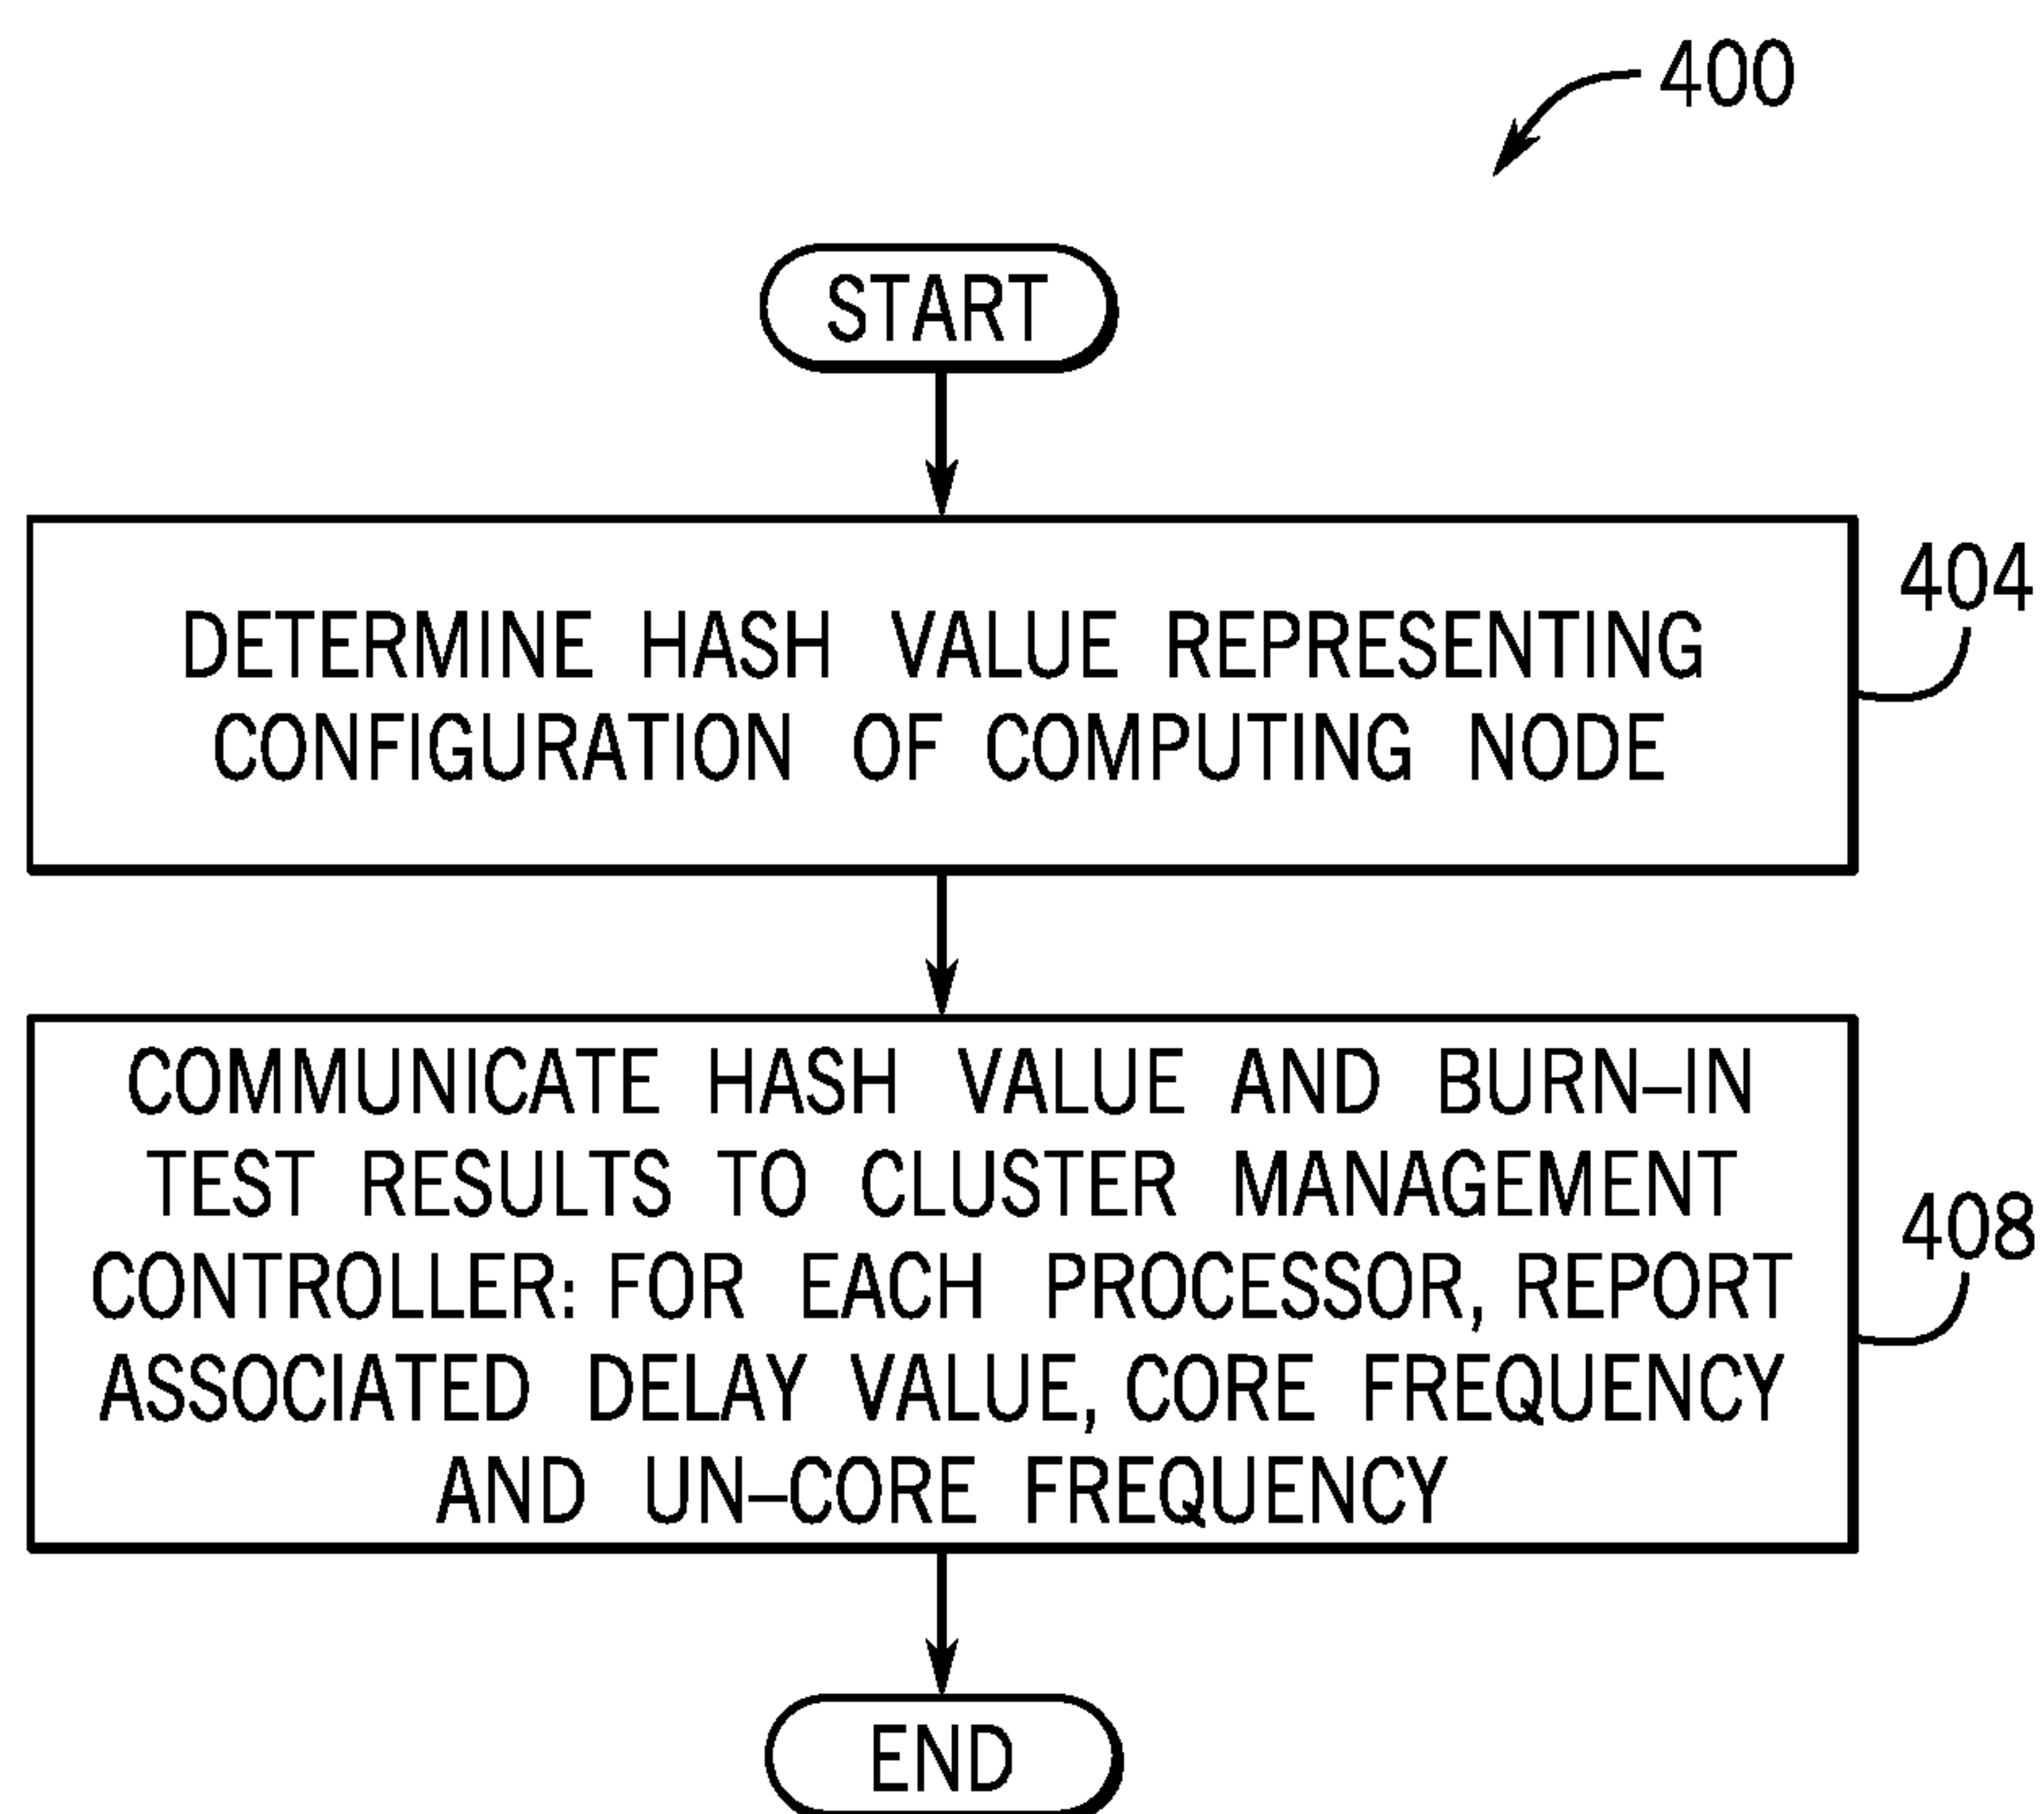 400
START
DETERMINE HASH VALUE REPRESENTING
CONFIGURATION OF COMPUTING NODE
404
COMMUNICATE HASH VALUE AND BURN–IN
TEST RESULTS TO CLUSTER MANAGEMENT
CONTROLLER: FOR EACH PROCESSOR, REPORT
ASSOCIATED DELAY VALUE, CORE FREQUENCY
AND UN–CORE FREQUENCY
408
END